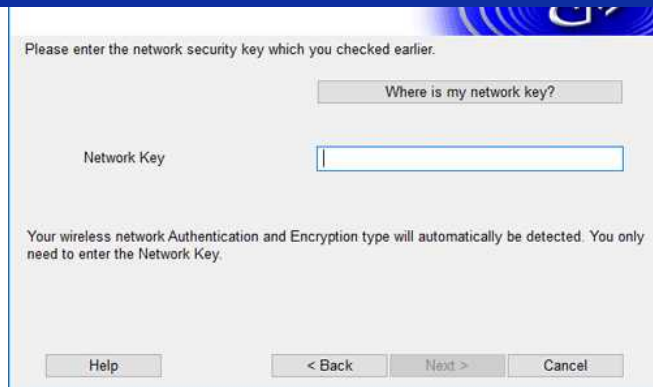 Please enter the network security key which you checked earlier.
Where is my network key?
Network Key
Your wireless network Authentication and Encryption type will automatically be detected. You only
need to enter the Network Key.
Help
< Back
Next >
Cancel